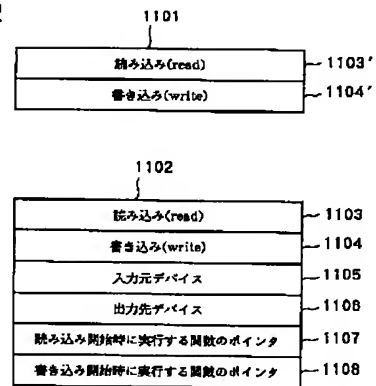 1101
読み込み(read) 1103'
書き込み(write) 1104'
1102
読み込み(read) 1103
書き込み(write) 1104
入力元デバイス 1105
出力先デバイス 1106
読み込み開始時に実行する関数のポインタ 1107
書き込み開始時に実行する関数のポインタ 1108